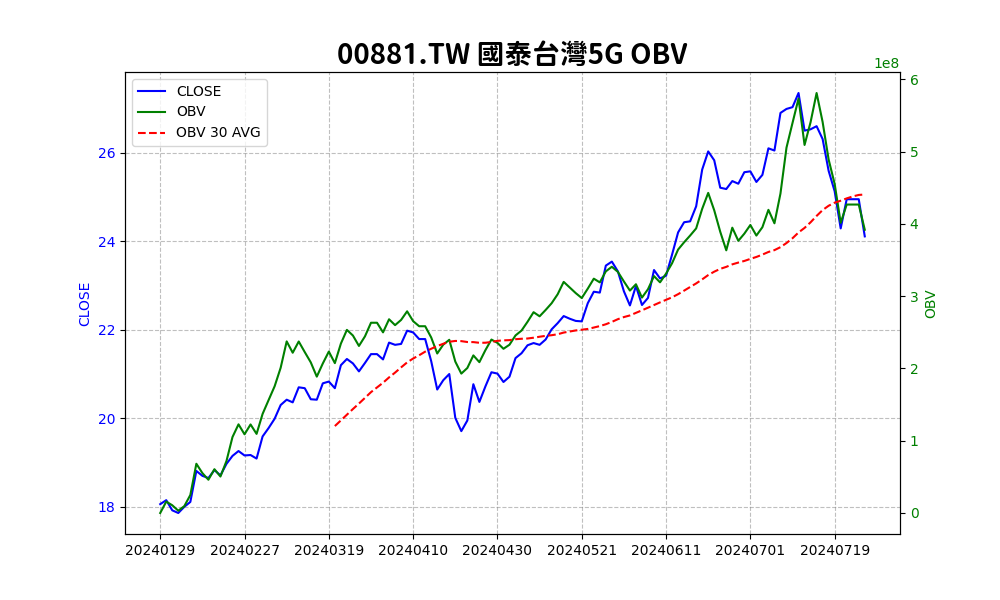 00881.TW 國泰台灣5G OBV
1e8
CLOSE
OBV
OBV 30 AVG
CLOSE
26
24
22
20
18
6
5
4
3
2
1
0
OBV
20240129 20240227 20240319 20240410 20240430 20240521 20240611 20240701 20240719